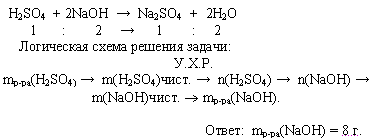 H₂SO₄ + 2NaOH → Na₂SO₄ + 2H₂O
1 : 2 → 1 : 2
Логическая схема решения задачи:
У.Х.Р.
mр-ра(H₂SO₄) → m(H₂SO₄)чист. → n(H₂SO₄) → n(NaOH) →
m(NaOH)чист. → mр-ра(NaOH).
Ответ: mр-ра(NaOH) = 8 г.